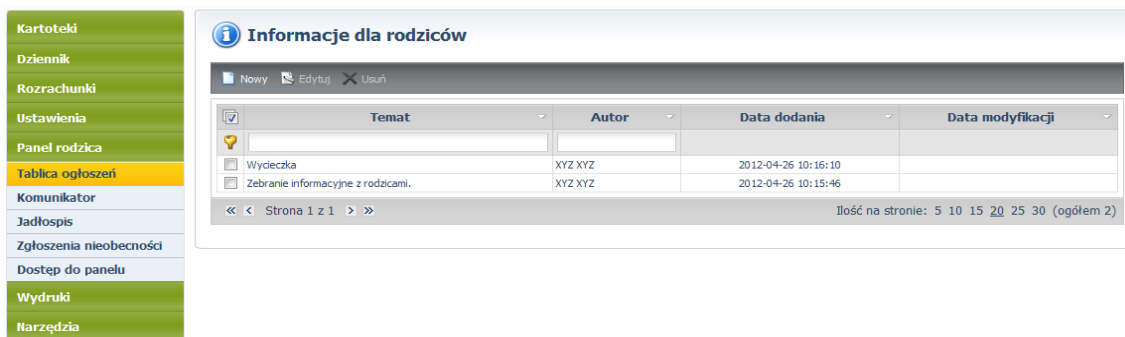 Kartoteki
Dziennik
Rozrachunki
Ustawienia
Panel rodzica
Tablica ogłoszeń
Komunikator
Jadłospis
Zgłoszenia nieobecności
Dostęp do panelu
Wydruki
Narzędzia
Informacje dla rodziców
Nowy Edytuj Usuń
Temat Autor Data dodania Data modyfikacji
Wycieczka XYZ XYZ 2012-04-26 10:16:10
Zebranie informacyjne z rodzicami. XYZ XYZ 2012-04-26 10:15:46
Strona 1 z 1 Ilość na stronie: 5 10 15 20 25 30 (ogółem 2)